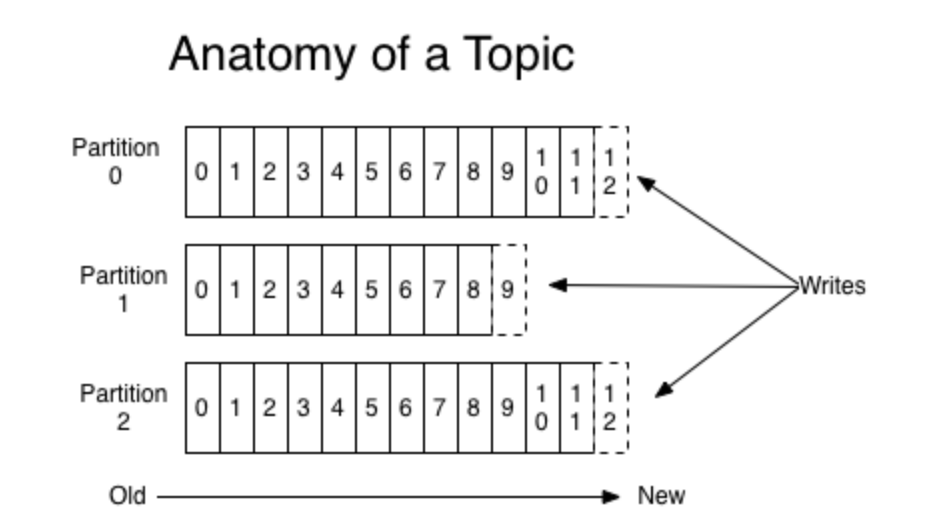 Anatomy of a Topic
Partition
0
0 1 2 3 4 5 6 7 8 9 10 11 12
Partition
1
0 1 2 3 4 5 6 7 8 9
Writes
Partition
2
0 1 2 3 4 5 6 7 8 9 10 11 12
Old
New